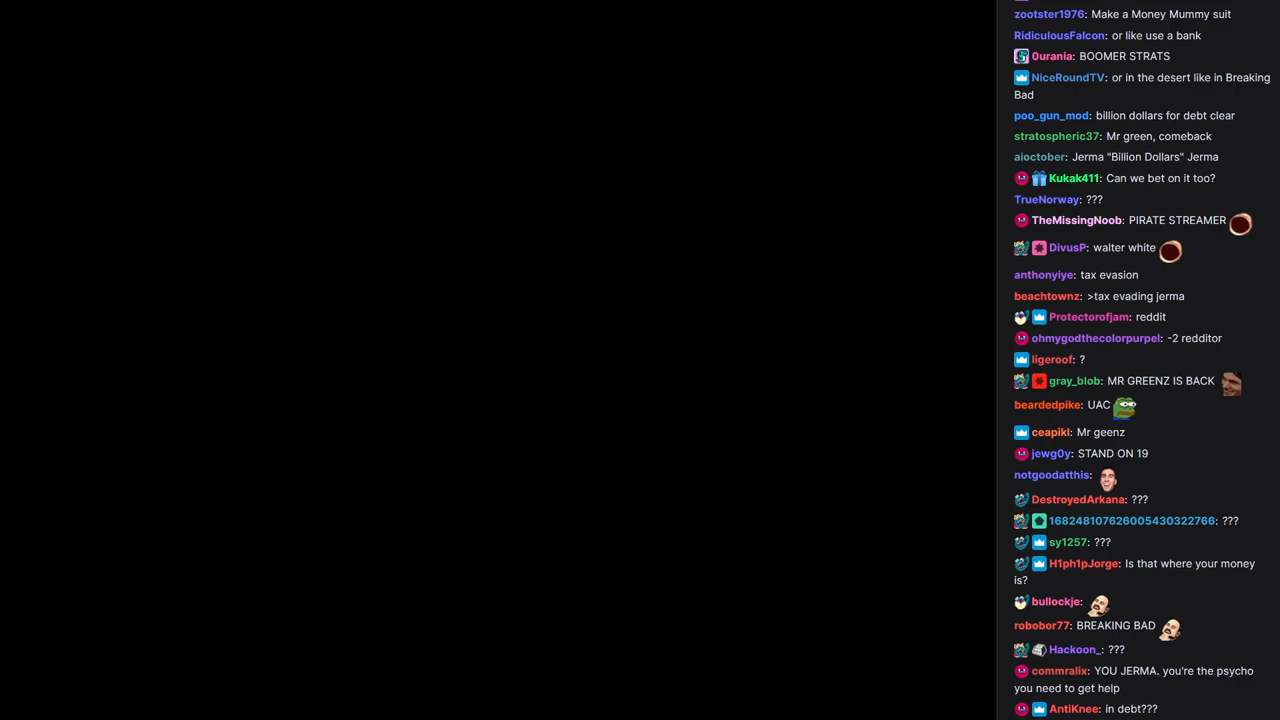 zootster1976: Make a Money Mummy suit
RidiculousFalcon: or like use a bank
0urania: BOOMER STRATS
NiceRoundTV: or in the desert like in Breaking
Bad
poo_gun_mod: billion dollars for debt clear
stratospheric37: Mr green, comeback
aioctober: Jerma "Billion Dollars" Jerma
Kukak411: Can we bet on it too?
TrueNorway: ???
TheMissingNoob: PIRATE STREAMER
DivusP: walter white
anthonyiye: tax evasion
beachtownz: >tax evading jerma
Protectorofjam: reddit
ohmygodthecolorpurpel: -2 redditor
ligeroof: ?
gray_blob: MR GREENZ IS BACK
beardedpike: UAC
ceapikl: Mr geenz
jewg0y: STAND ON 19
notgoodatthis:
DestroyedArkana: ???
168248107626005430322766: ???
sy1257: ???
H1ph1pJorge: Is that where your money
is?
bullockje:
robobor77: BREAKING BAD
Hackoon_: ???
commralix: YOU JERMA. you're the psycho
you need to get help
AntiKnee: in debt???